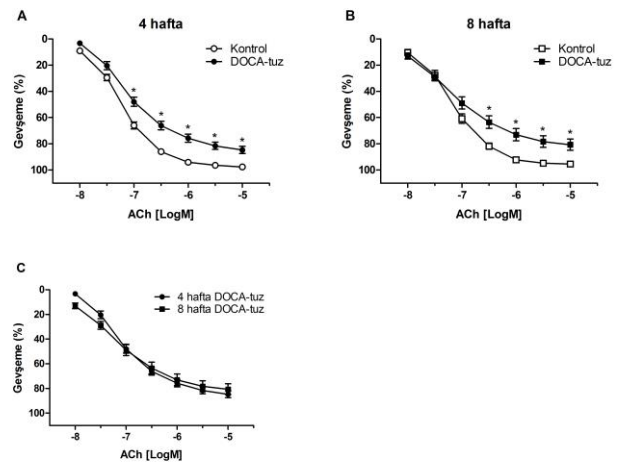 A
4 hafta
Kontrol
DOCA-tuz
Gevşeme (%)
0
20
40
60
80
100
* * * * *
-8 -7 -6 -5
ACh [LogM]
B
8 hafta
Kontrol
DOCA-tuz
Gevşeme (%)
0
20
40
60
80
100
* * * *
-8 -7 -6 -5
ACh [LogM]
C
4 hafta DOCA-tuz
8 hafta DOCA-tuz
Gevşeme (%)
0
20
40
60
80
100
-8 -7 -6 -5
ACh [LogM]